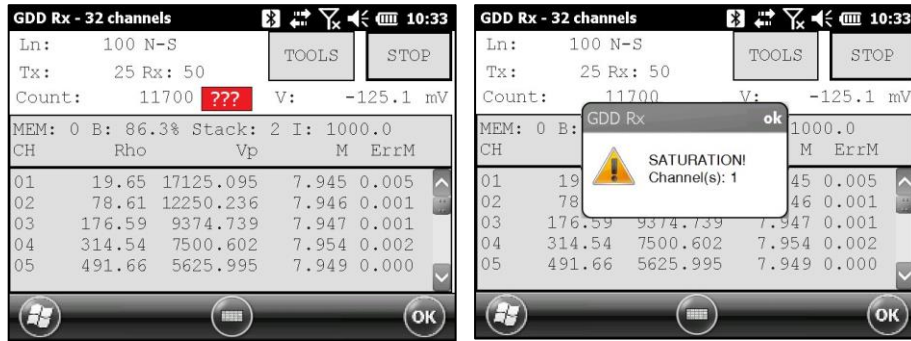 GDD Rx - 32 channels 10:33
Ln: 100 N-S
TOOLS STOP
Tx: 25 Rx: 50
Count: 11700 ??? V: -125.1 mV
MEM: 0 B: 86.3% Stack: 2 I: 1000.0
CH Rho Vp M ErrM
01 19.65 17125.095 7.945 0.005
02 78.61 12250.236 7.946 0.001
03 176.59 9374.739 7.947 0.001
04 314.54 7500.602 7.954 0.002
05 491.66 5625.995 7.949 0.000
OK
GDD Rx - 32 channels 10:33
Ln: 100 N-S
TOOLS STOP
Tx: 25 Rx: 50
Count: 11700 V: -125.1 mV
MEM: 0 B: 1000.0
GDD Rx ok
CH M ErrM
SATURATION!
Channel(s): 1
01 19 45 0.005
02 78 46 0.001
03 176.59 9374.739 7.947 0.001
04 314.54 7500.602 7.954 0.002
05 491.66 5625.995 7.949 0.000
OK